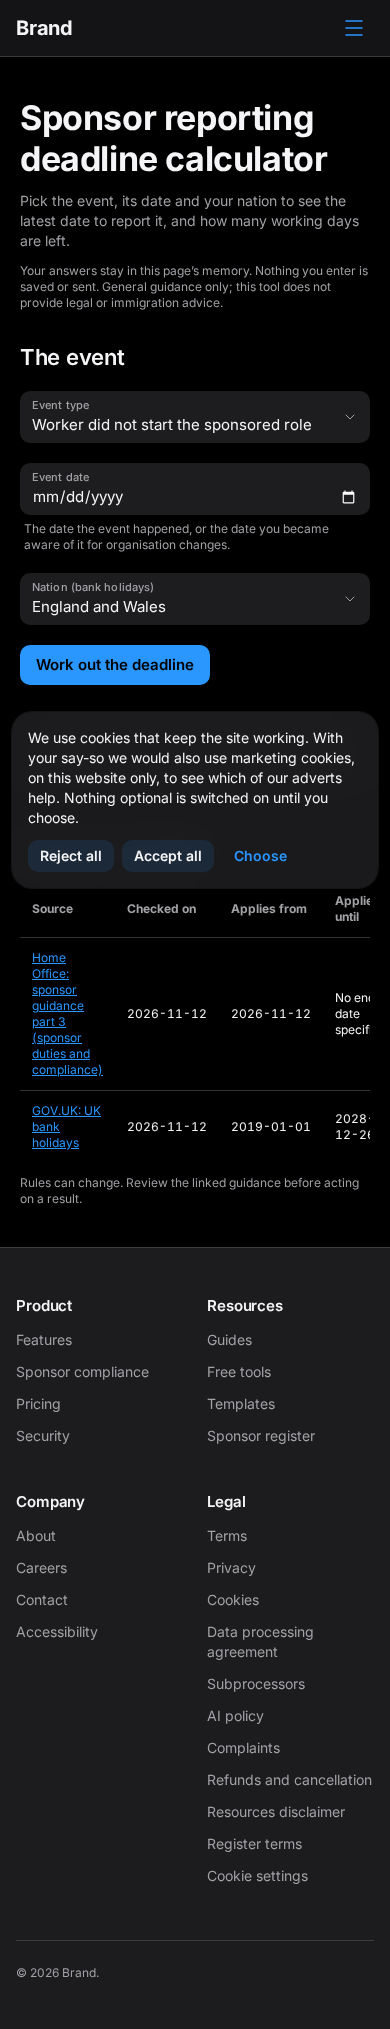 Brand
Sponsor reporting
deadline calculator
Pick the event, its date and your nation to see the
latest date to report it, and how many working days
are left.
Your answers stay in this page's memory. Nothing you enter is
saved or sent. General guidance only; this tool does not
provide legal or immigration advice.
The event
Event type
Worker did not start the sponsored role
Event date
mm/dd/yyyy
The date the event happened, or the date you became
aware of it for organisation changes.
Nation (bank holidays)
England and Wales
Work out the deadline
We use cookies that keep the site working. With
your say-so we would also use marketing cookies,
on this website only, to see which of our adverts
help. Nothing optional is switched on until you
choose.
Reject all Accept all Choose
Source Checked on Applies from
until
Home
Office:
sponsor
guidance
part 3
(sponsor
duties and
compliance)
2026-11-12 2026-11-12
No
date
GOV.UK: UK
bank
holidays
2026-11-12 2019-01-01
2028-
12-26
Rules can change. Review the linked guidance before acting
on a result.
Product
Features
Sponsor compliance
Pricing
Security
Resources
Guides
Free tools
Templates
Sponsor register
Company
About
Careers
Contact
Accessibility
Legal
Terms
Privacy
Cookies
Data processing
agreement
Subprocessors
AI policy
Complaints
Refunds and cancellation
Resources disclaimer
Register terms
Cookie settings
© 2026 Brand.